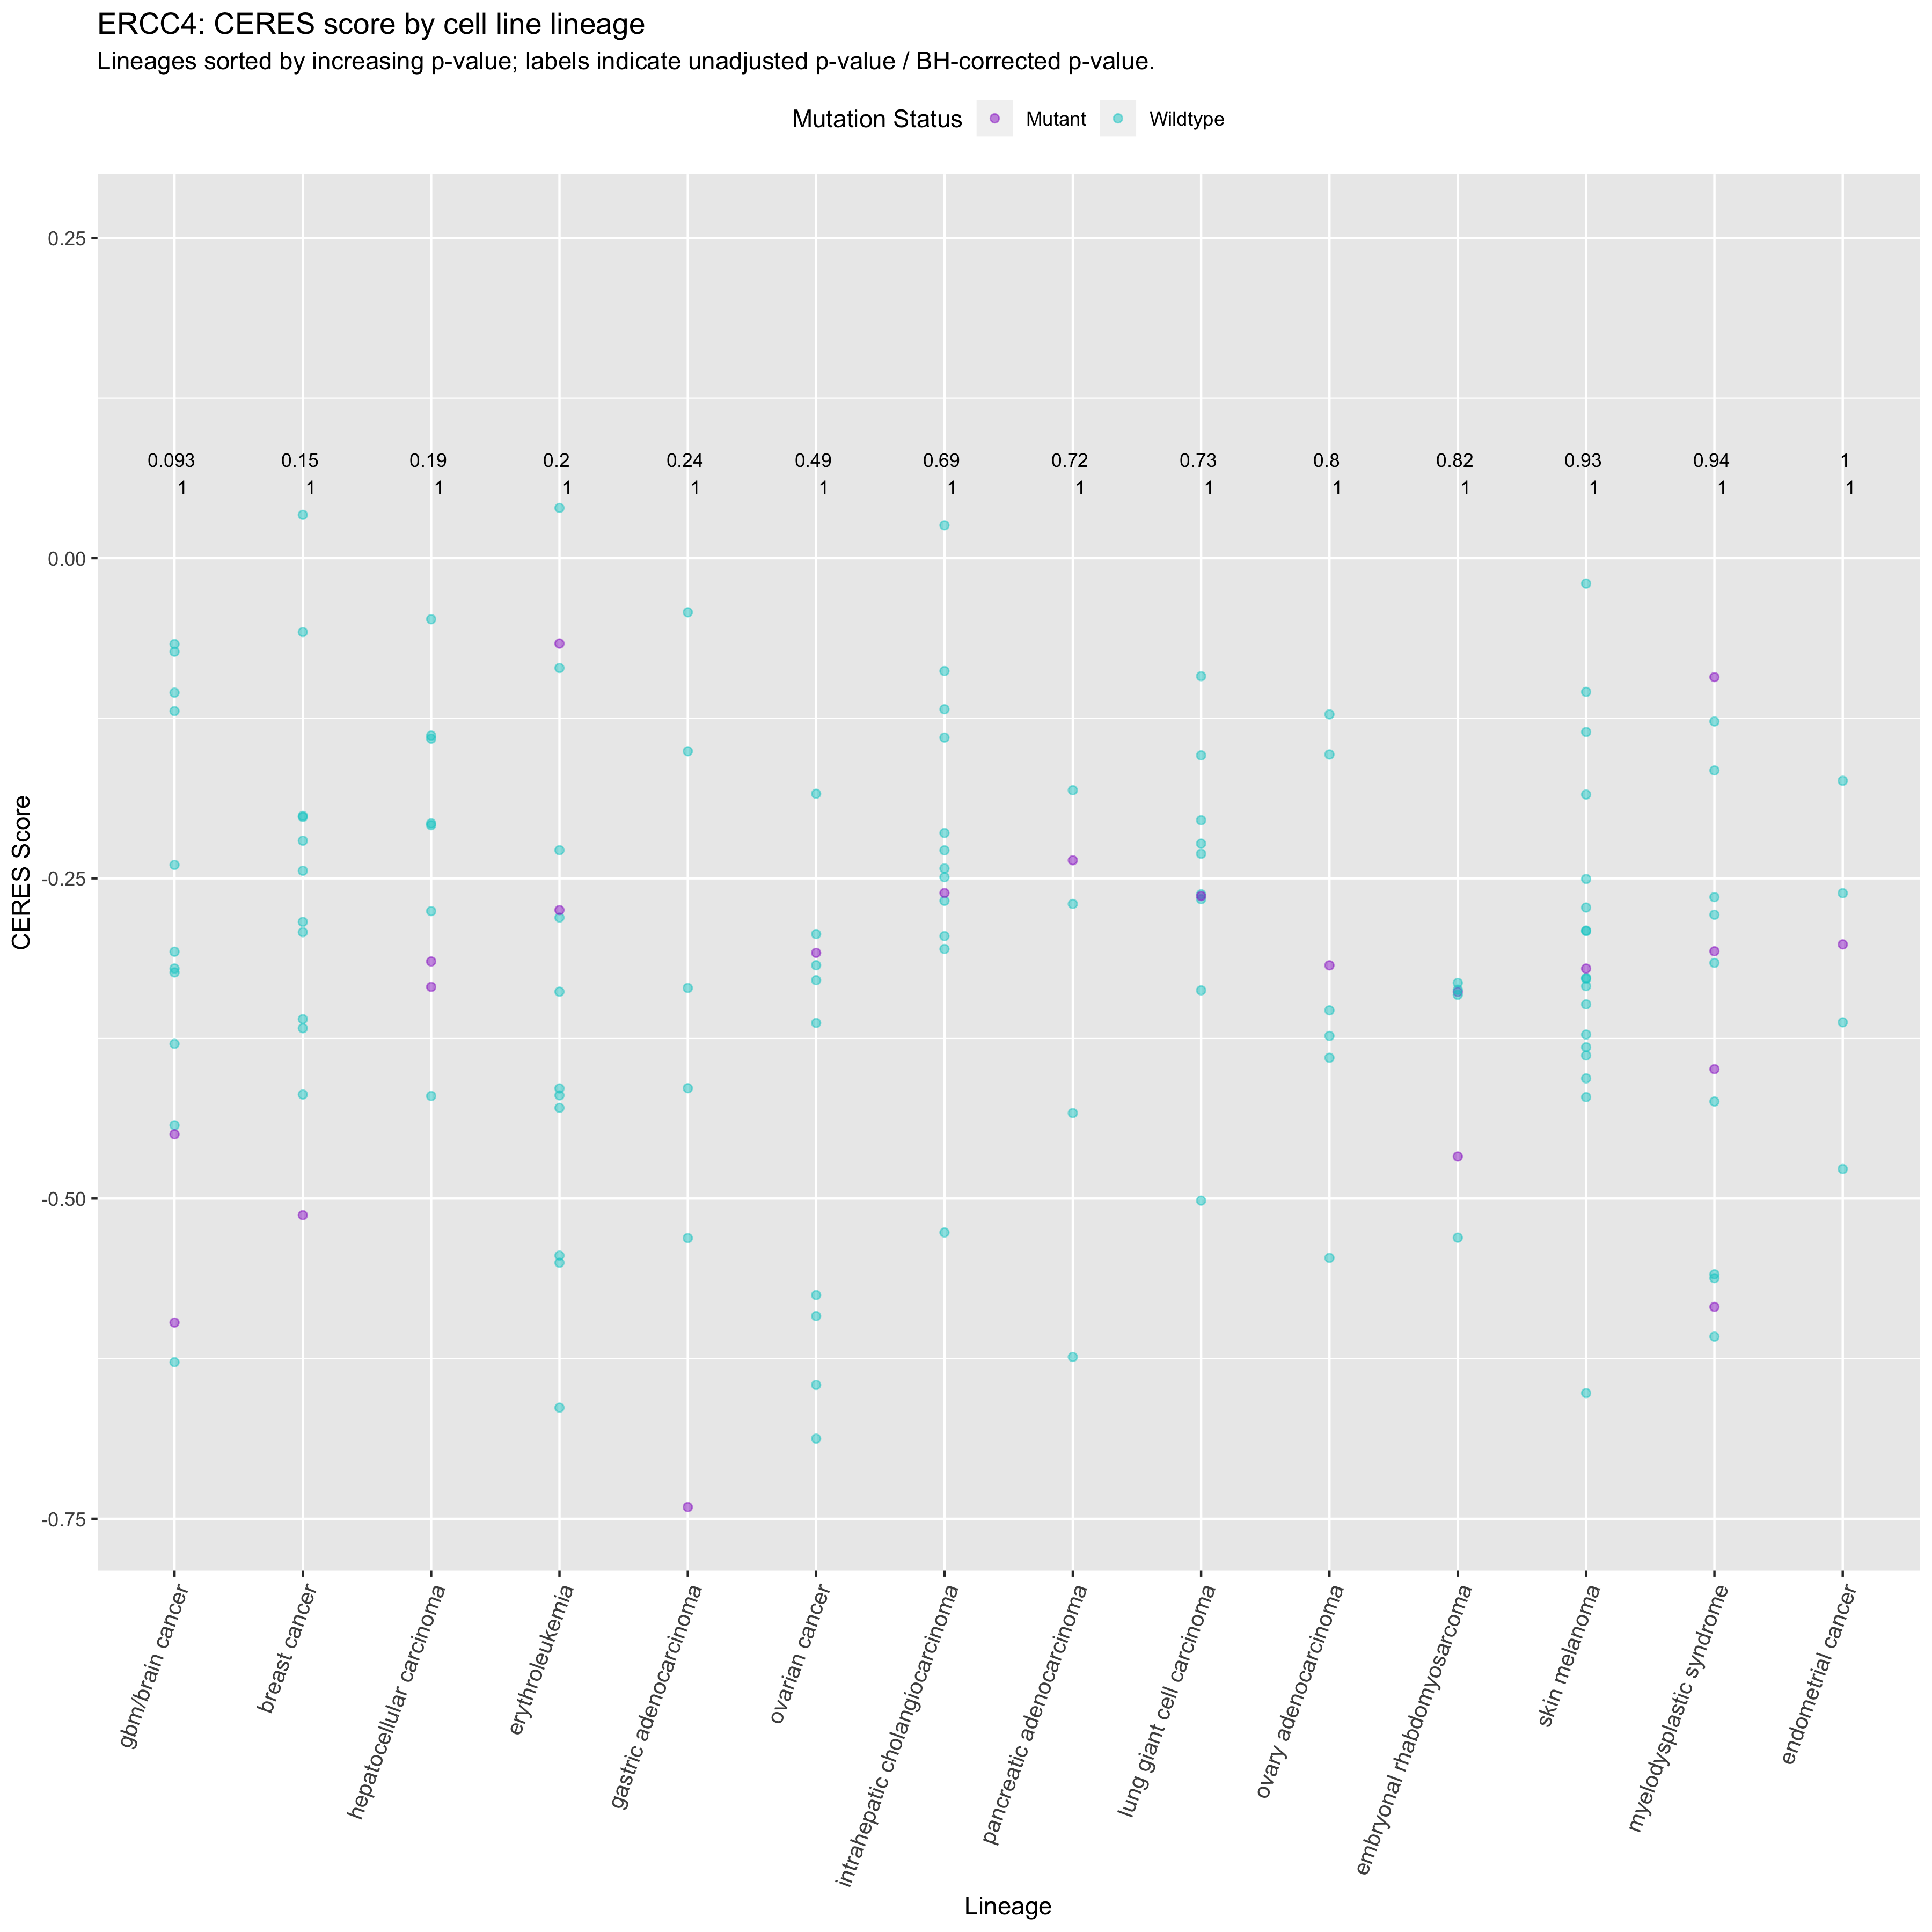 ERCC4: CERES score by cell line lineage
Lineages sorted by increasing p-value; labels indicate unadjusted p-value / BH-corrected p-value.
Mutation Status Mutant Wildtype
0.25
0.093 0.15 0.19 0.2 0.24 0.49 0.69 0.72 0.73 0.8 0.82 0.93 0.94 1
1 1 1 1 1 1 1 1 1 1 1 1 1 1
0.00
-0.25
-0.50
-0.75
CERES Score
gbm/brain cancer
breast cancer
hepatocellular carcinoma
erythroleukemia
gastric adenocarcinoma
ovarian cancer
intrahepatic cholangiocarcinoma
pancreatic adenocarcinoma
lung giant cell carcinoma
ovary adenocarcinoma
embryonal rhabdomyosarcoma
skin melanoma
myelodysplastic syndrome
endometrial cancer
Lineage